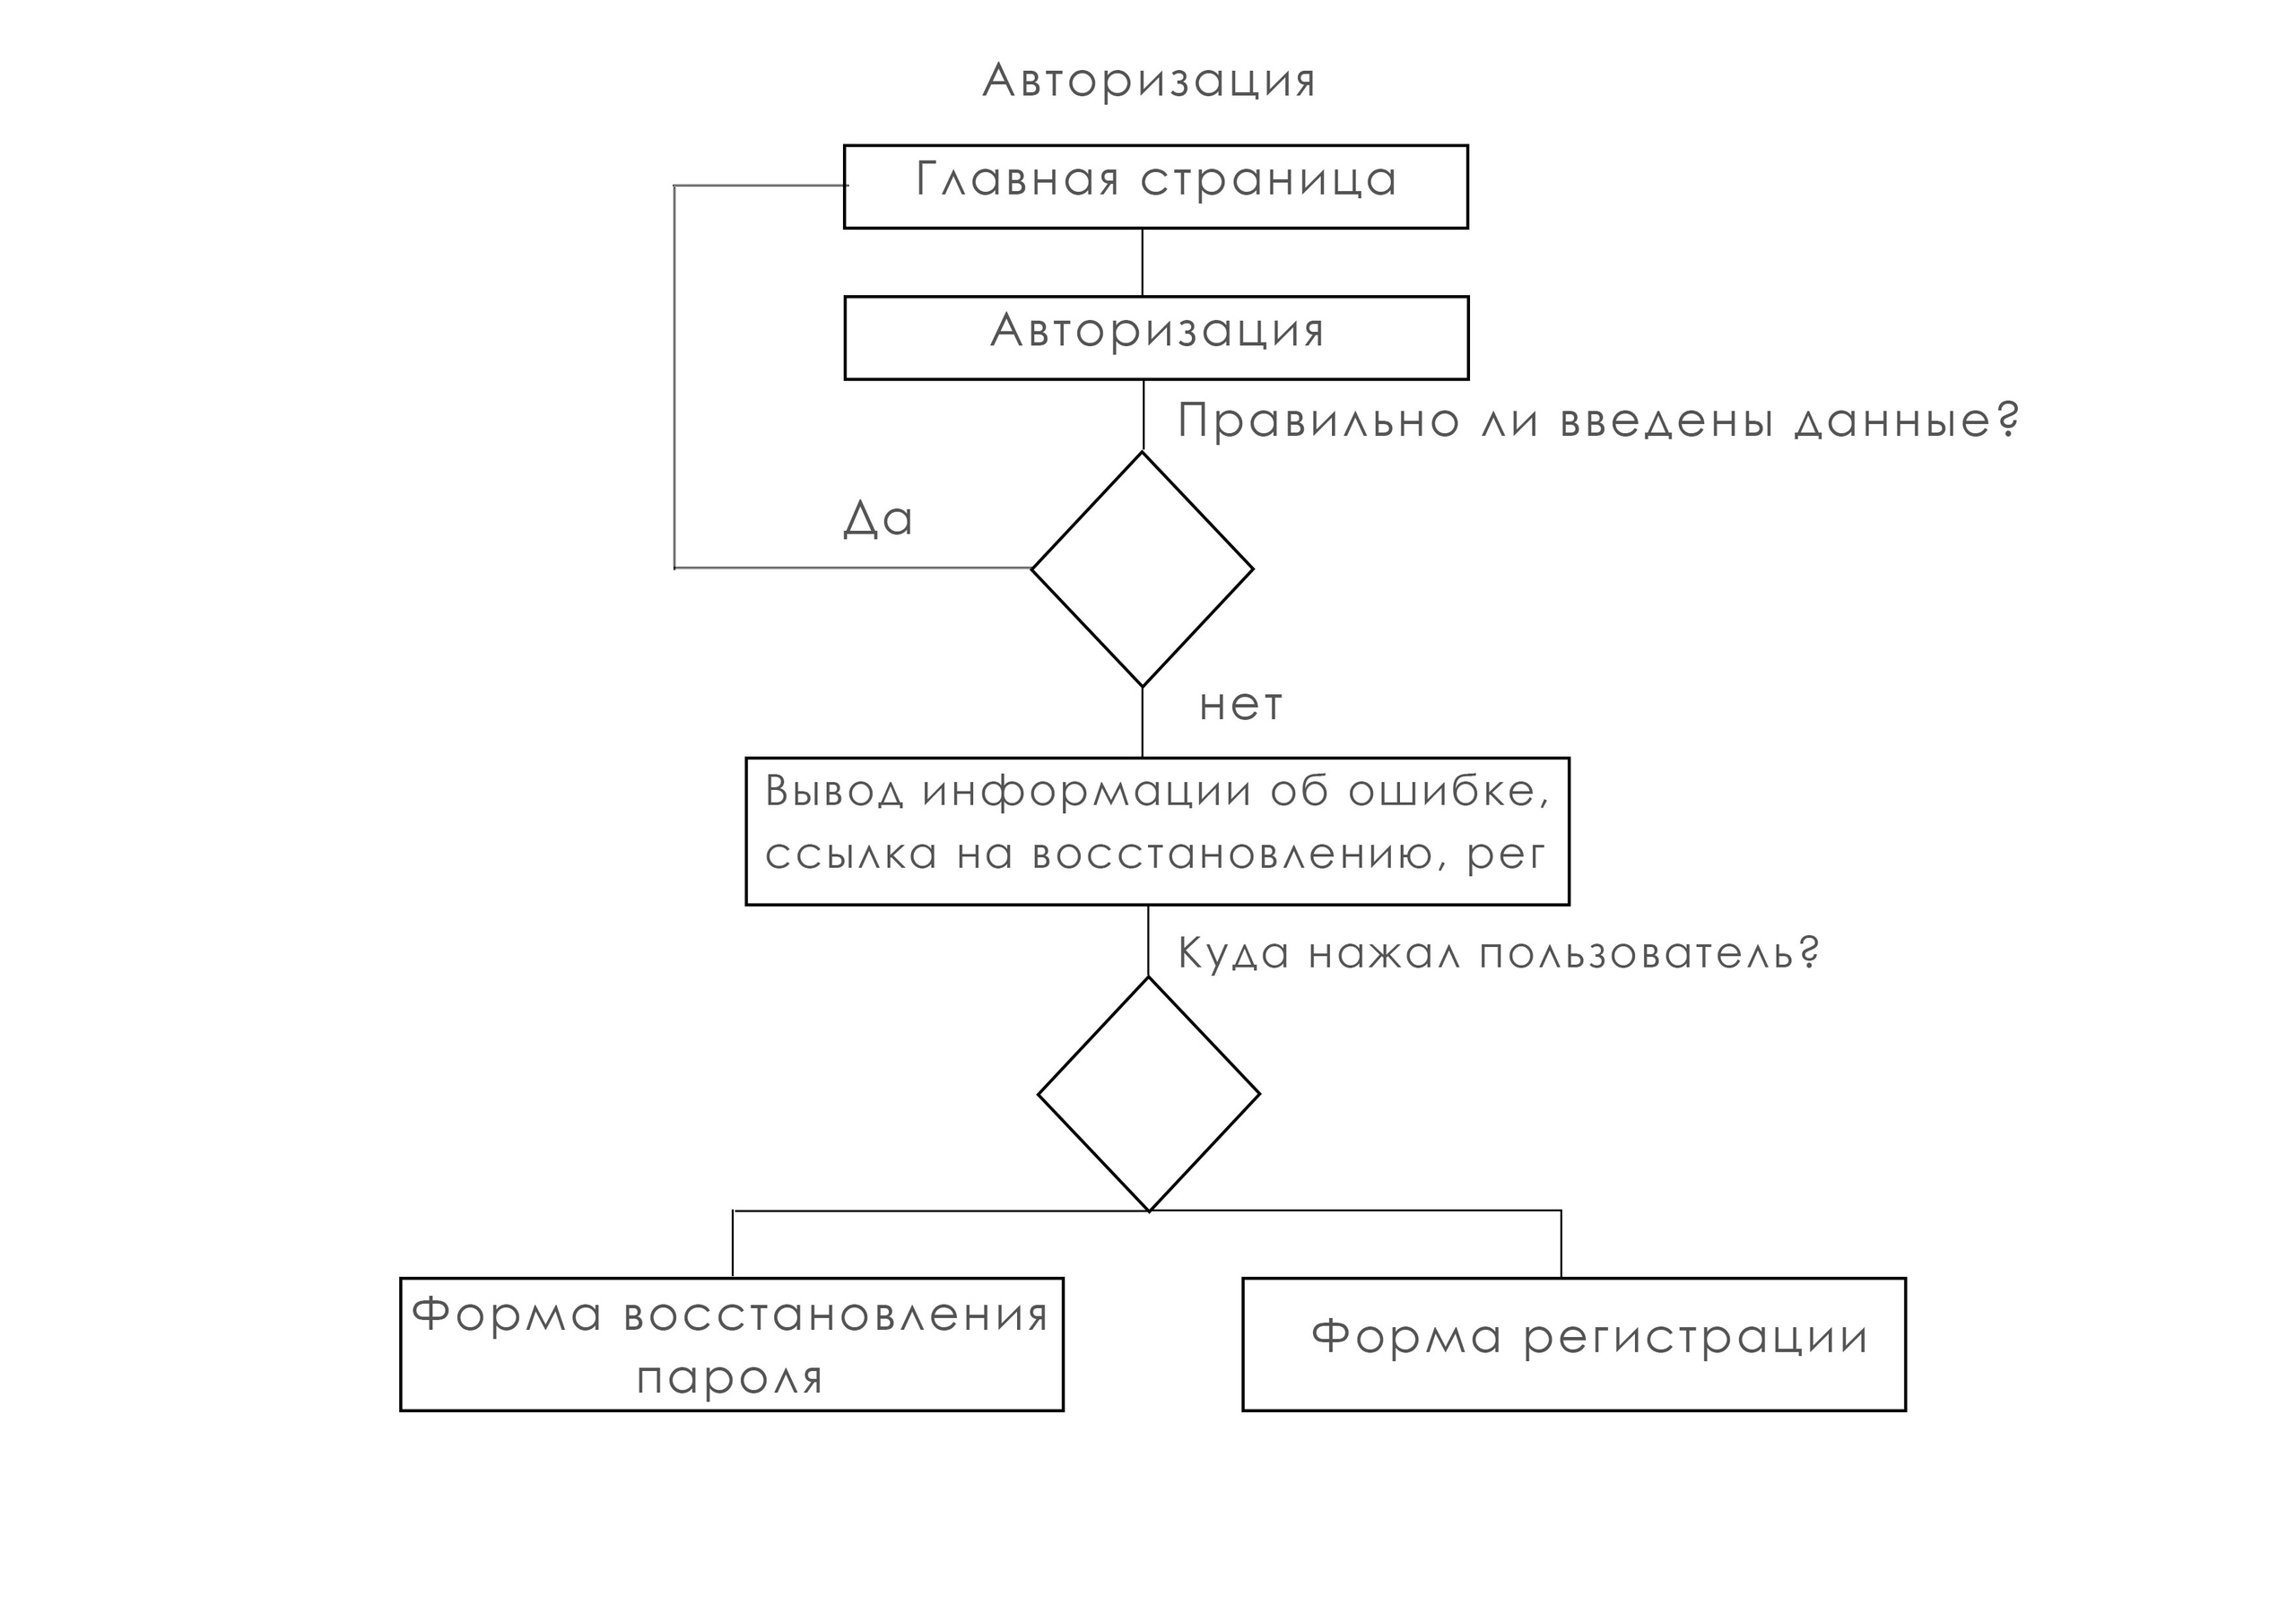 Авторизация
Главная страница
Авторизация
Правильно ли введены данные?
Да
нет
Вывод информации об ошибке,
ссылка на восстановлению, рег
Куда нажал пользователь?
Форма восстановления
пароля
Форма регистрации